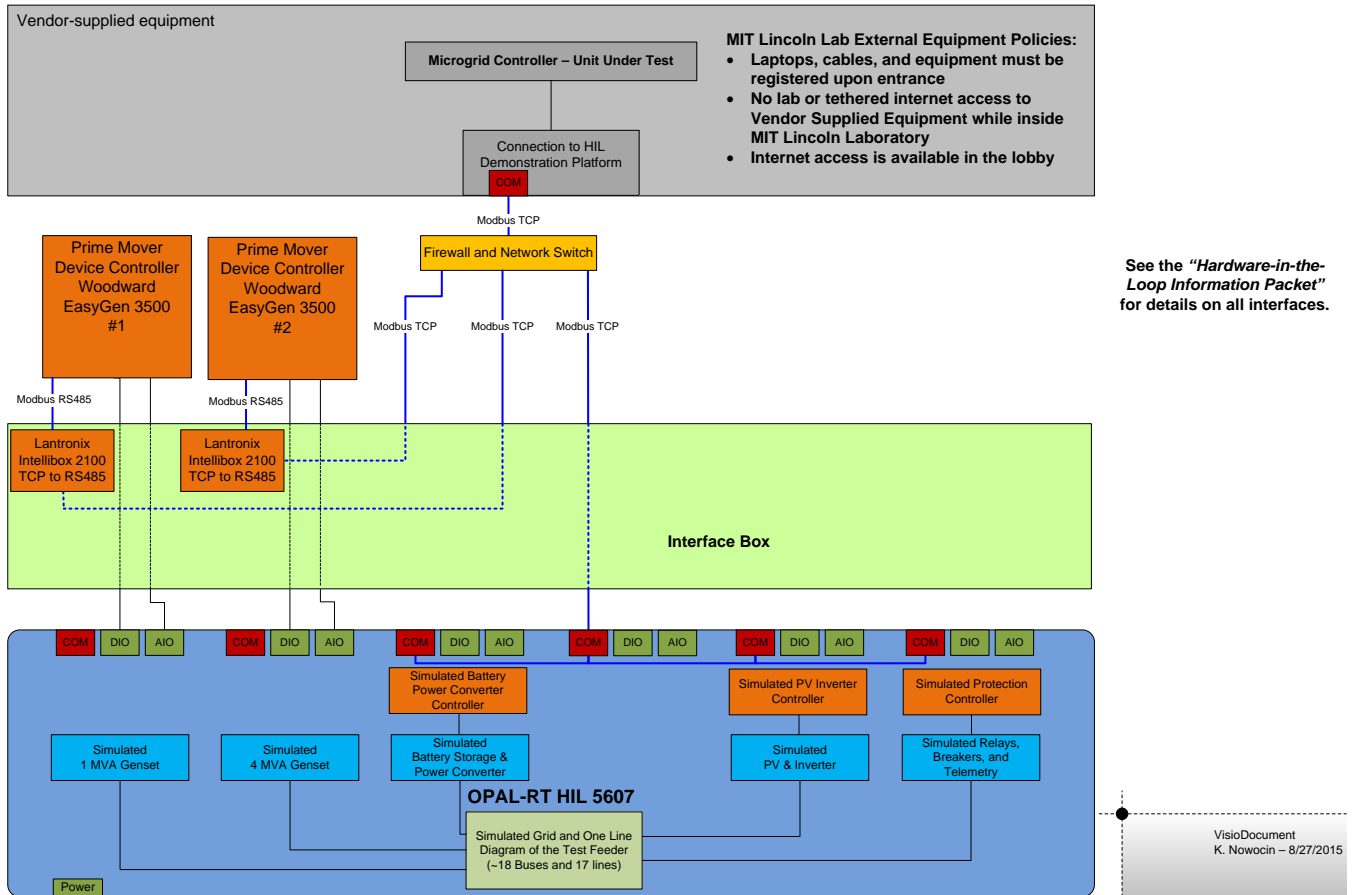 Vendor-supplied equipment
Microgrid Controller – Unit Under Test
Connection to HIL
Demonstration Platform
COM
MIT Lincoln Lab External Equipment Policies:
• Laptops, cables, and equipment must be
registered upon entrance
• No lab or tethered internet access to
Vendor Supplied Equipment while inside
MIT Lincoln Laboratory
• Internet access is available in the lobby
Modbus TCP
Firewall and Network Switch
Prime Mover
Device Controller
Woodward
EasyGen 3500
#1
Prime Mover
Device Controller
Woodward
EasyGen 3500
#2
See the "Hardware-in-the-
Loop Information Packet"
for details on all interfaces.
Modbus TCP
Modbus TCP
Modbus TCP
Modbus RS485
Modbus RS485
Lantronix
Intellibox 2100
TCP to RS485
Lantronix
Intellibox 2100
TCP to RS485
Interface Box
COM DIO AIO
COM DIO AIO
COM DIO AIO
COM DIO AIO
COM DIO AIO
COM DIO AIO
Simulated Battery
Power Converter
Controller
Simulated PV Inverter
Controller
Simulated Protection
Controller
Simulated
1 MVA Genset
Simulated
4 MVA Genset
Simulated
Battery Storage &
Power Converter
Simulated
PV & Inverter
Simulated Relays,
Breakers, and
Telemetry
OPAL-RT HIL 5607
Simulated Grid and One Line
Diagram of the Test Feeder
(~18 Buses and 17 lines)
Power
VisioDocument
K. Nowocin – 8/27/2015